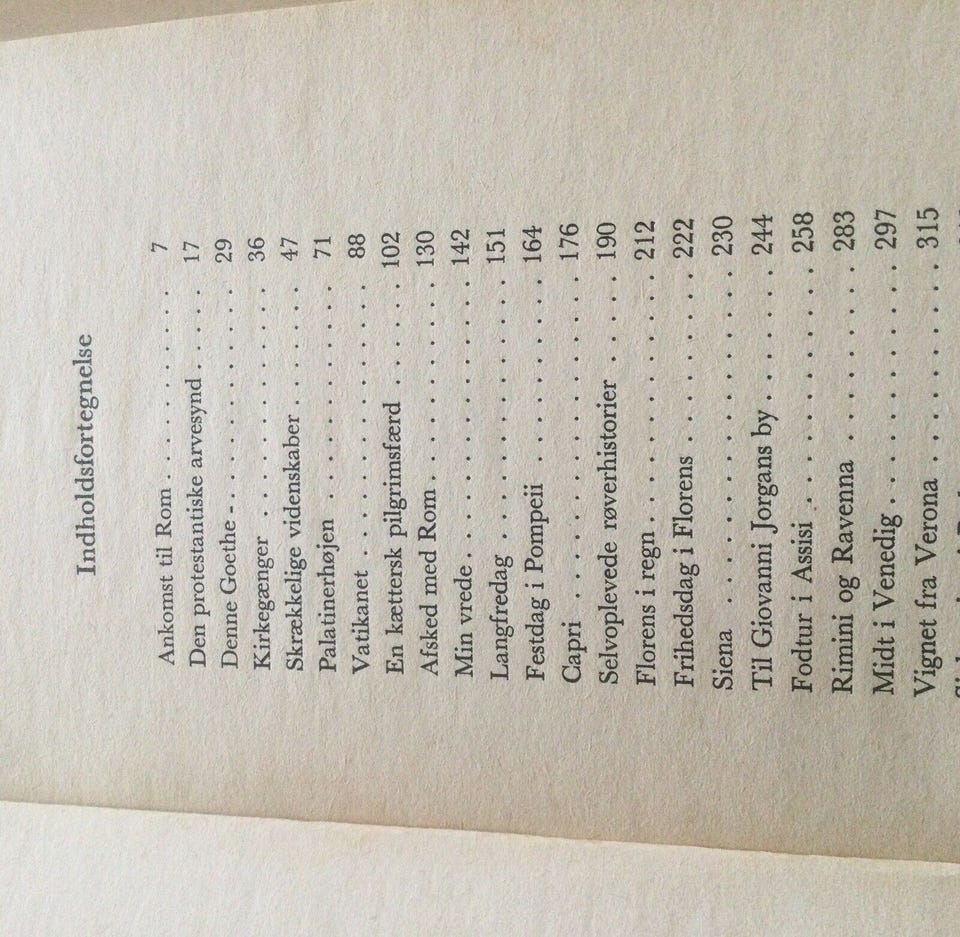 Indholdsfortegnelse
Ankomst til Rom . . . . . . . . . . 7
Den protestantiske arvesynd . . . . . 17
Denne Goethe - . . . . . . . . . 29
Kirkegænger . . . . . . . . . . 36
Skrækkelige videnskaber . . . . . . 47
Palatinerhøjen . . . . . . . . . . 71
Vatikanet . . . . . . . . . . . . 88
En kættersk pilgrimsfærd . . . . . . 102
Afsked med Rom . . . . . . . . . . 130
Min vrede . . . . . . . . . . . . 142
Langfredag . . . . . . . . . . . . 151
Festdag i Pompeii . . . . . . . . . 164
Capri . . . . . . . . . . . . . . 176
Selvoplevede røverhistorier . . . . . 190
Florens i regn . . . . . . . . . . . 212
Frihedsdag i Florens . . . . . . . . 222
Siena . . . . . . . . . . . . . . 230
Til Giovanni Jorgans by . . . . . . . 244
Fodtur i Assisi . . . . . . . . . . . 258
Rimini og Ravenna . . . . . . . . 283
Midt i Venedig . . . . . . . . . . 297
Vignet fra Verona . . . . . . . . . 315